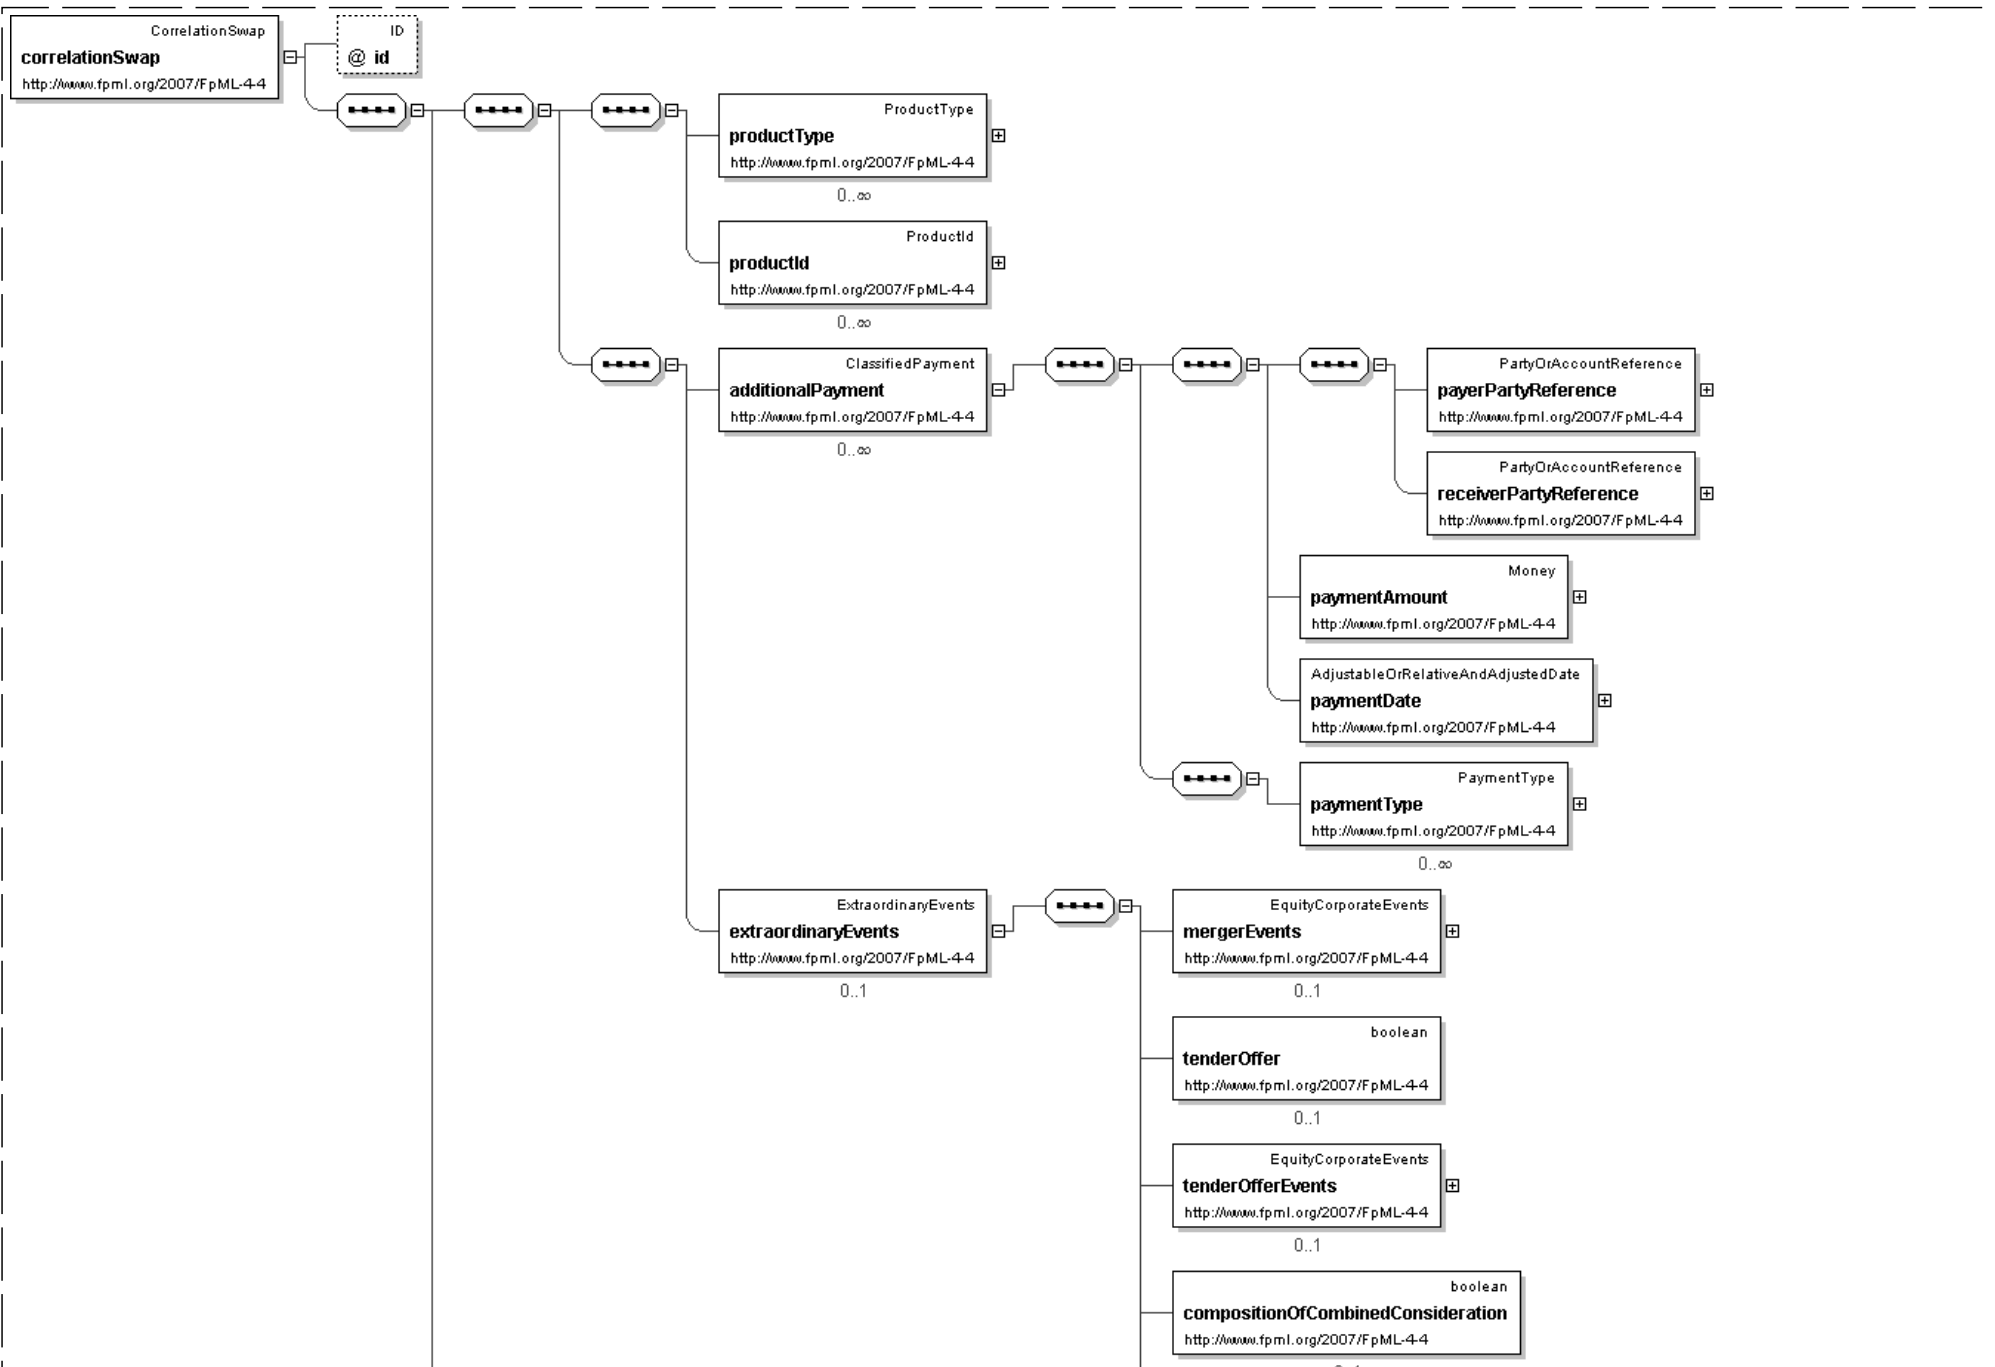 CorrelationSwap
correlationSwap
http://www.fpml.org/2007/FpML-4-4
ID
@ id
ProductType
productType
http://www.fpml.org/2007/FpML-4-4
0..∞
ProductId
productId
http://www.fpml.org/2007/FpML-4-4
0..∞
ClassifiedPayment
additionalPayment
http://www.fpml.org/2007/FpML-4-4
0..∞
PartyOrAccountReference
payerPartyReference
http://www.fpml.org/2007/FpML-4-4
PartyOrAccountReference
receiverPartyReference
http://www.fpml.org/2007/FpML-4-4
Money
paymentAmount
http://www.fpml.org/2007/FpML-4-4
AdjustableOrRelativeAndAdjustedDate
paymentDate
http://www.fpml.org/2007/FpML-4-4
PaymentType
paymentType
http://www.fpml.org/2007/FpML-4-4
0..∞
ExtraordinaryEvents
extraordinaryEvents
http://www.fpml.org/2007/FpML-4-4
0..1
EquityCorporateEvents
mergerEvents
http://www.fpml.org/2007/FpML-4-4
0..1
boolean
tenderOffer
http://www.fpml.org/2007/FpML-4-4
0..1
EquityCorporateEvents
tenderOfferEvents
http://www.fpml.org/2007/FpML-4-4
0..1
boolean
compositionOfCombinedConsideration
http://www.fpml.org/2007/FpML-4-4